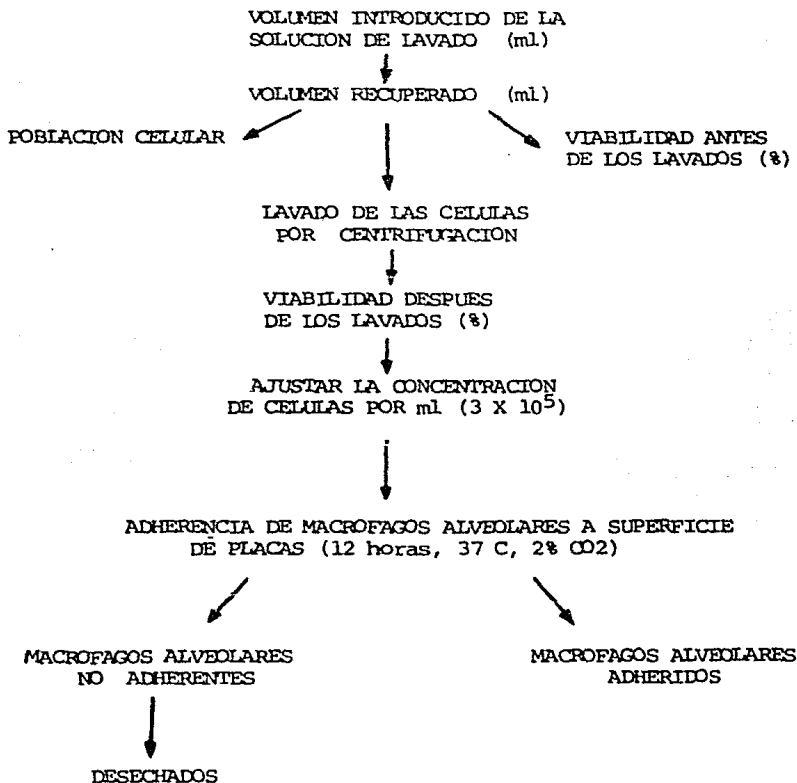 VOLUMEN INTRODUCIDO DE LA
SOLUCION DE LAVADO (ml)
VOLUMEN RECUPERADO (ml)
POBLACION CELULAR
VIABILIDAD ANTES
DE LOS LAVADOS (%)
LAVADO DE LAS CELULAS
POR CENTRIFUGACION
VIABILIDAD DESPUES
DE LOS LAVADOS (%)
AJUSTAR LA CONCENTRACION
DE CELULAS POR ml (3 X 10⁵)
ADHERENCIA DE MACROFAGOS ALVEOLARES A SUPERFICIE
DE PLACAS (12 horas, 37 C, 2% CO2)
MACROFAGOS ALVEOLARES
NO ADHERENTES
MACROFAGOS ALVEOLARES
ADHERIDOS
DESECHADOS